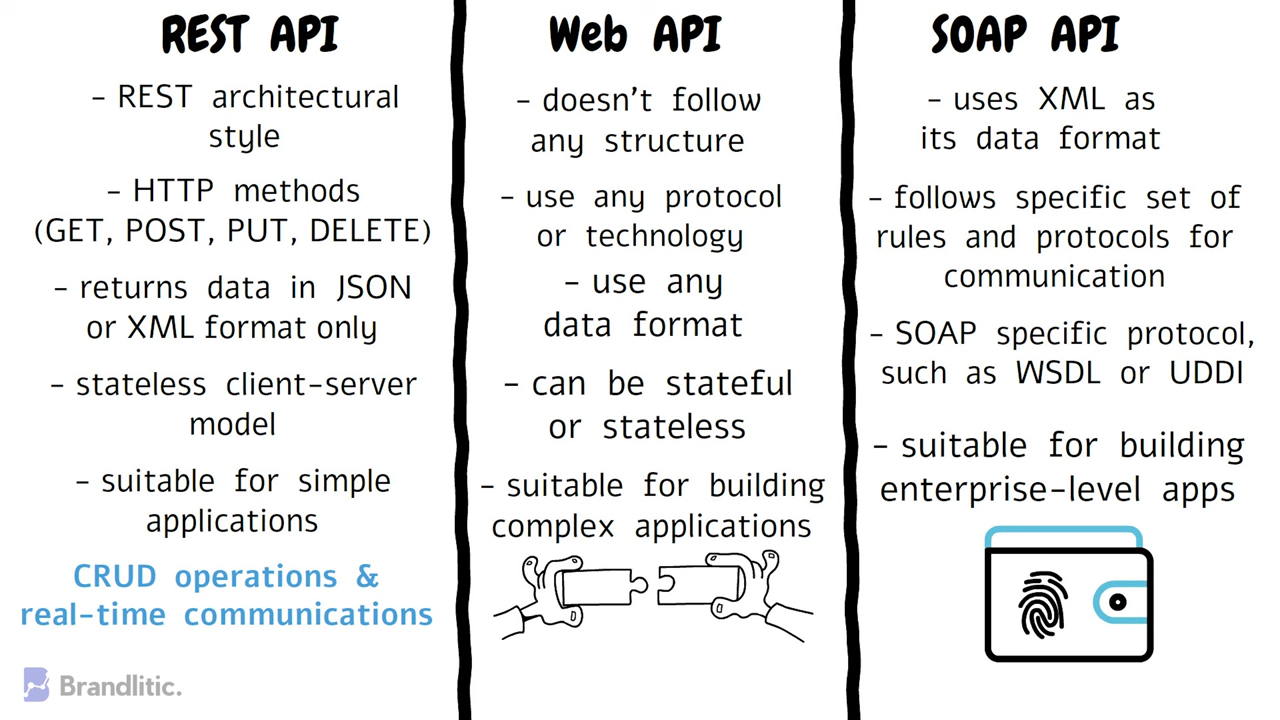 REST API
- REST architectural
style
- HTTP methods
(GET, POST, PUT, DELETE)
- returns data in JSON
or XML format only
- stateless client-server
model
- suitable for simple
applications
CRUD operations &
real-time communications
Brandlitic.
Web API
- doesn't follow
any structure
- use any protocol
or technology
- use any
data format
- can be stateful
or stateless
- suitable for building
complex applications
SOAP API
- uses XML as
its data format
- follows specific set of
rules and protocols for
communication
- SOAP specific protocol,
such as WSDL or UDDI
- suitable for building
enterprise-level apps